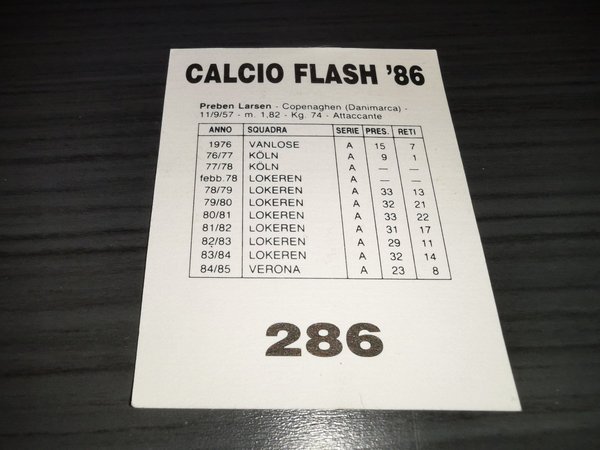 CALCIO FLASH '86
Preben Larsen - Copenaghen (Danimarca) -
11/9/57 - m. 1,82 - Kg. 74 - Attaccante
ANNO SQUADRA SERIE PRES. RETI
1976 VANLOSE A 15 7
76/77 KÖLN A 9 1
77/78 KÖLN A — —
febb.78 LOKEREN A — —
78/79 LOKEREN A 33 13
79/80 LOKEREN A 32 21
80/81 LOKEREN A 33 22
81/82 LOKEREN A 31 17
82/83 LOKEREN A 29 11
83/84 LOKEREN A 32 14
84/85 VERONA A 23 8
286